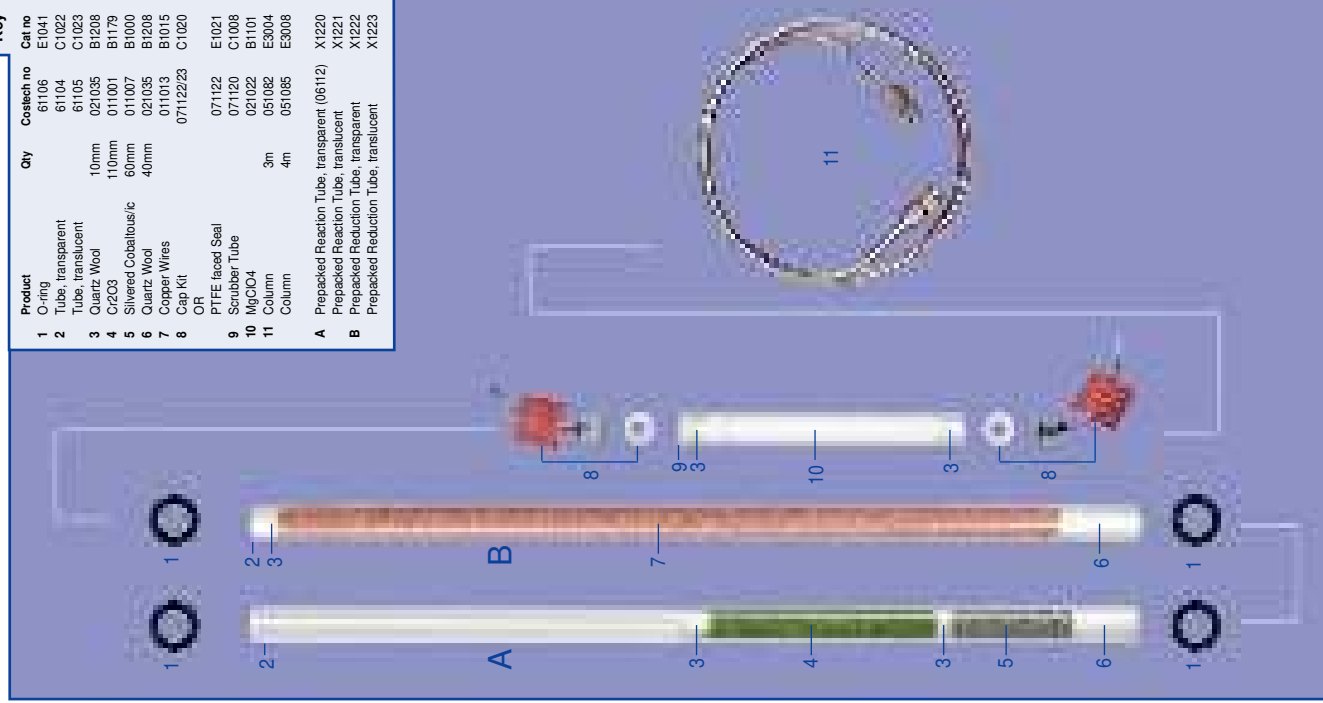 Key
Product Qty Costech no Cat no
1 O-ring 61106 E1041
2 Tube, transparent 61104 C1022
Tube, translucent 61105 C1023
3 Quartz Wool 10mm 021035 B1208
4 Cr2O3 110mm 011001 B1179
5 Silvered Cobaltous/ic 60mm 011007 B1000
6 Quartz Wool 40mm 021035 B1208
7 Copper Wires 011013 B1015
8 Cap Kit 071122/23 C1020
OR
PTFE faced Seal 071122 E1021
9 Scrubber Tube 071120 C1008
10 MgClO4 021022 B1101
11 Column 3m 051082 E3004
Column 4m 051085 E3008
A Prepacked Reaction Tube, transparent (06112) X1220
Prepacked Reaction Tube, translucent X1221
B Prepacked Reduction Tube, transparent X1222
Prepacked Reduction Tube, translucent X1223
1
2
A
3
4
3
5
6
1
1
2
3
B
7
6
1
8
9
3
10
3
8
11